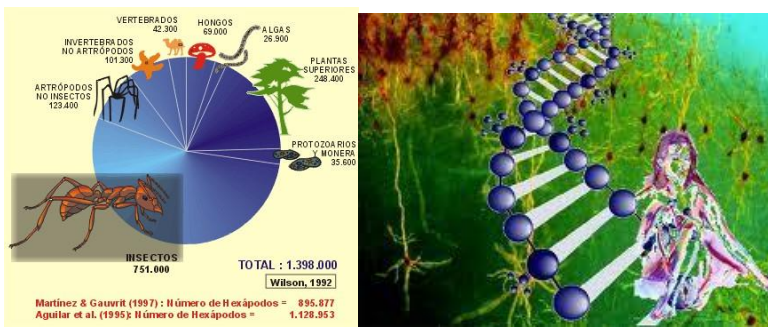 VERTEBRADOS
42.300
HONGOS
69.000
ALGAS
26.900
INVERTEBRADOS
NO ARTRÓPODOS
101.300
PLANTAS
SUPERIORES
248.400
ARTRÓPODOS
NO INSECTOS
123.400
PROTOZOARIOS
Y MONERA
35.600
INSECTOS
751.000
TOTAL : 1.398.000
Wilson, 1992
Martínez & Gauvrit (1997) : Número de Hexápodos = 895.877
Aguilar et al. (1995): Número de Hexápodos = 1.128.953